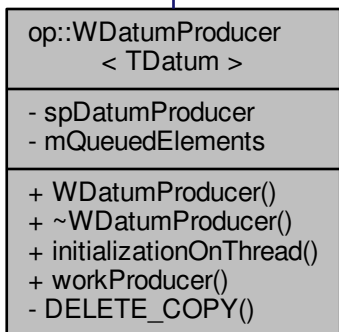 op::WDatumProducer
< TDatum >
- spDatumProducer
- mQueuedElements
+ WDatumProducer()
+ ~WDatumProducer()
+ initializationOnThread()
+ workProducer()
- DELETE_COPY()